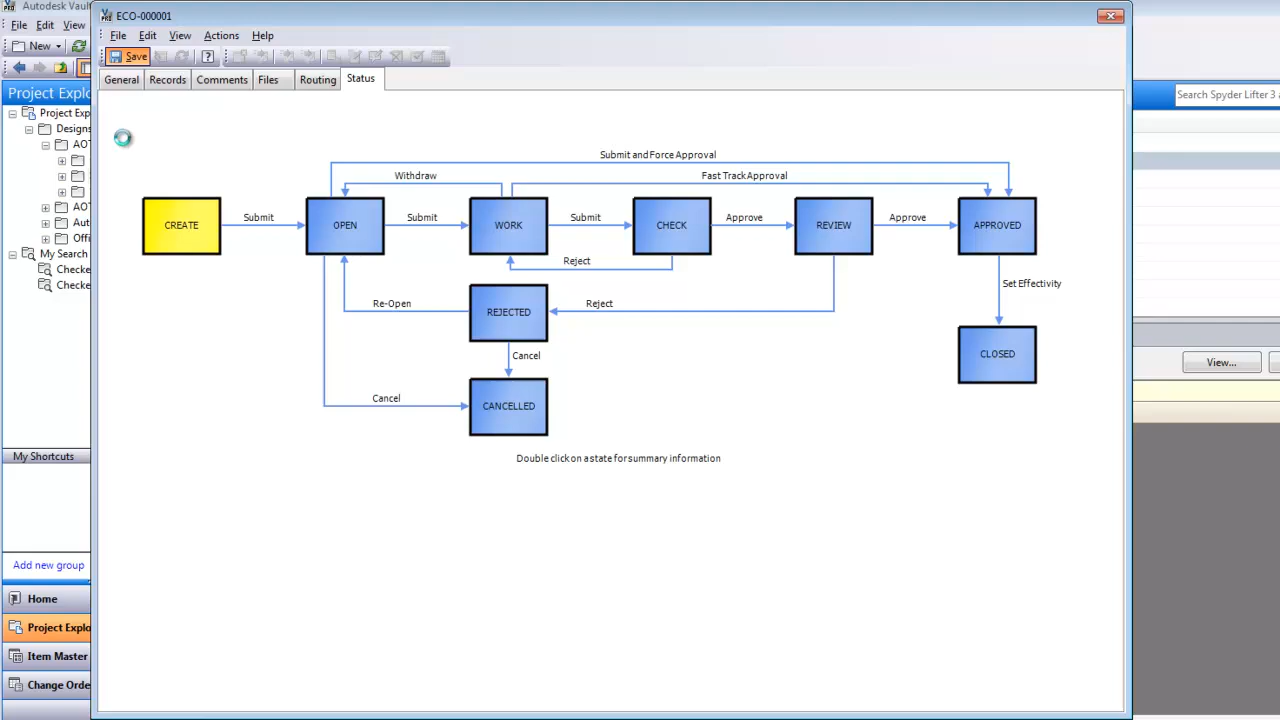 Autodesk Vau
ECO-000001
File Edit View
File Edit View Actions Help
New
Save
General Records Comments Files Routing Status
Project Explo
Search Spyder Lifter 3 a
Project Exp
Designs
AOT
AOT
Aut
Offi
My Search
Checke
Checke
Submit and Force Approval
Withdraw
Fast Track Approval
CREATE
Submit
OPEN
Submit
WORK
Submit
CHECK
Approve
REVIEW
Approve
APPROVED
Reject
Set Effectivity
Re-Open
REJECTED
Reject
Cancel
CLOSED
View...
Cancel
CANCELLED
Double click on a state for summary information
My Shortcuts
Add new group
Home
Project Explo
Item Master
Change Orde